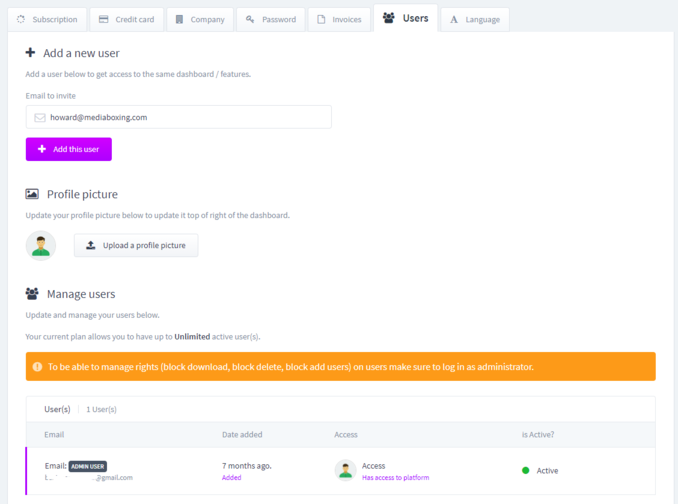 Subscription
Credit card
Company
Password
Invoices
Users
Language
Add a new user
Add a user below to get access to the same dashboard / features.
Email to invite
howard@mediaboxing.com
Add this user
Profile picture
Update your profile picture below to update it top of right of the dashboard.
Upload a profile picture
Manage users
Update and manage your users below.
Your current plan allows you to have up to Unlimited active user(s).
To be able to manage rights (block download, block delete, block add users) on users make sure to log in as administrator.
User(s) 1 User(s)
Email Date added Access is Active?
Email: ADMIN USER 7 months ago. Access Active
@gmail.com Added Has access to platform